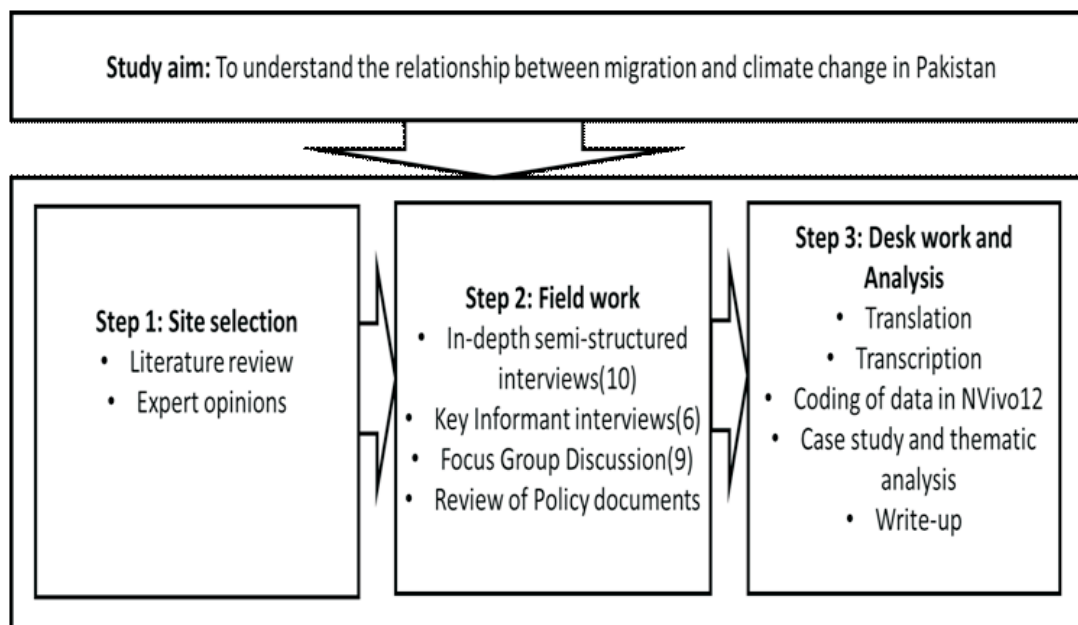 Study aim: To understand the relationship between migration and climate change in Pakistan
Step 1: Site selection
• Literature review
• Expert opinions
Step 2: Field work
• In-depth semi-structured
interviews(10)
• Key Informant interviews(6)
• Focus Group Discussion(9)
• Review of Policy documents
Step 3: Desk work and
Analysis
• Translation
• Transcription
• Coding of data in NVivo12
• Case study and thematic
analysis
• Write-up